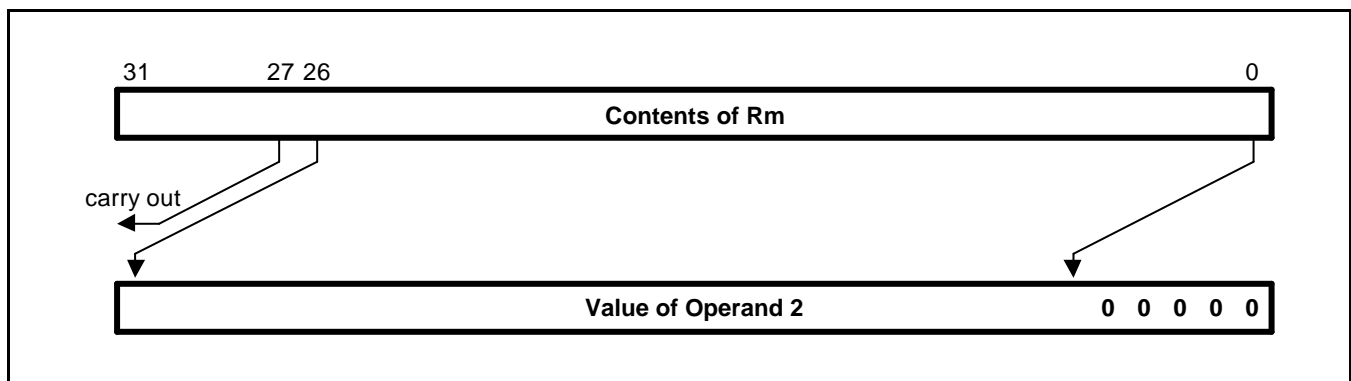 31 27 26 0
Contents of Rm
carry out
Value of Operand 2 0 0 0 0 0